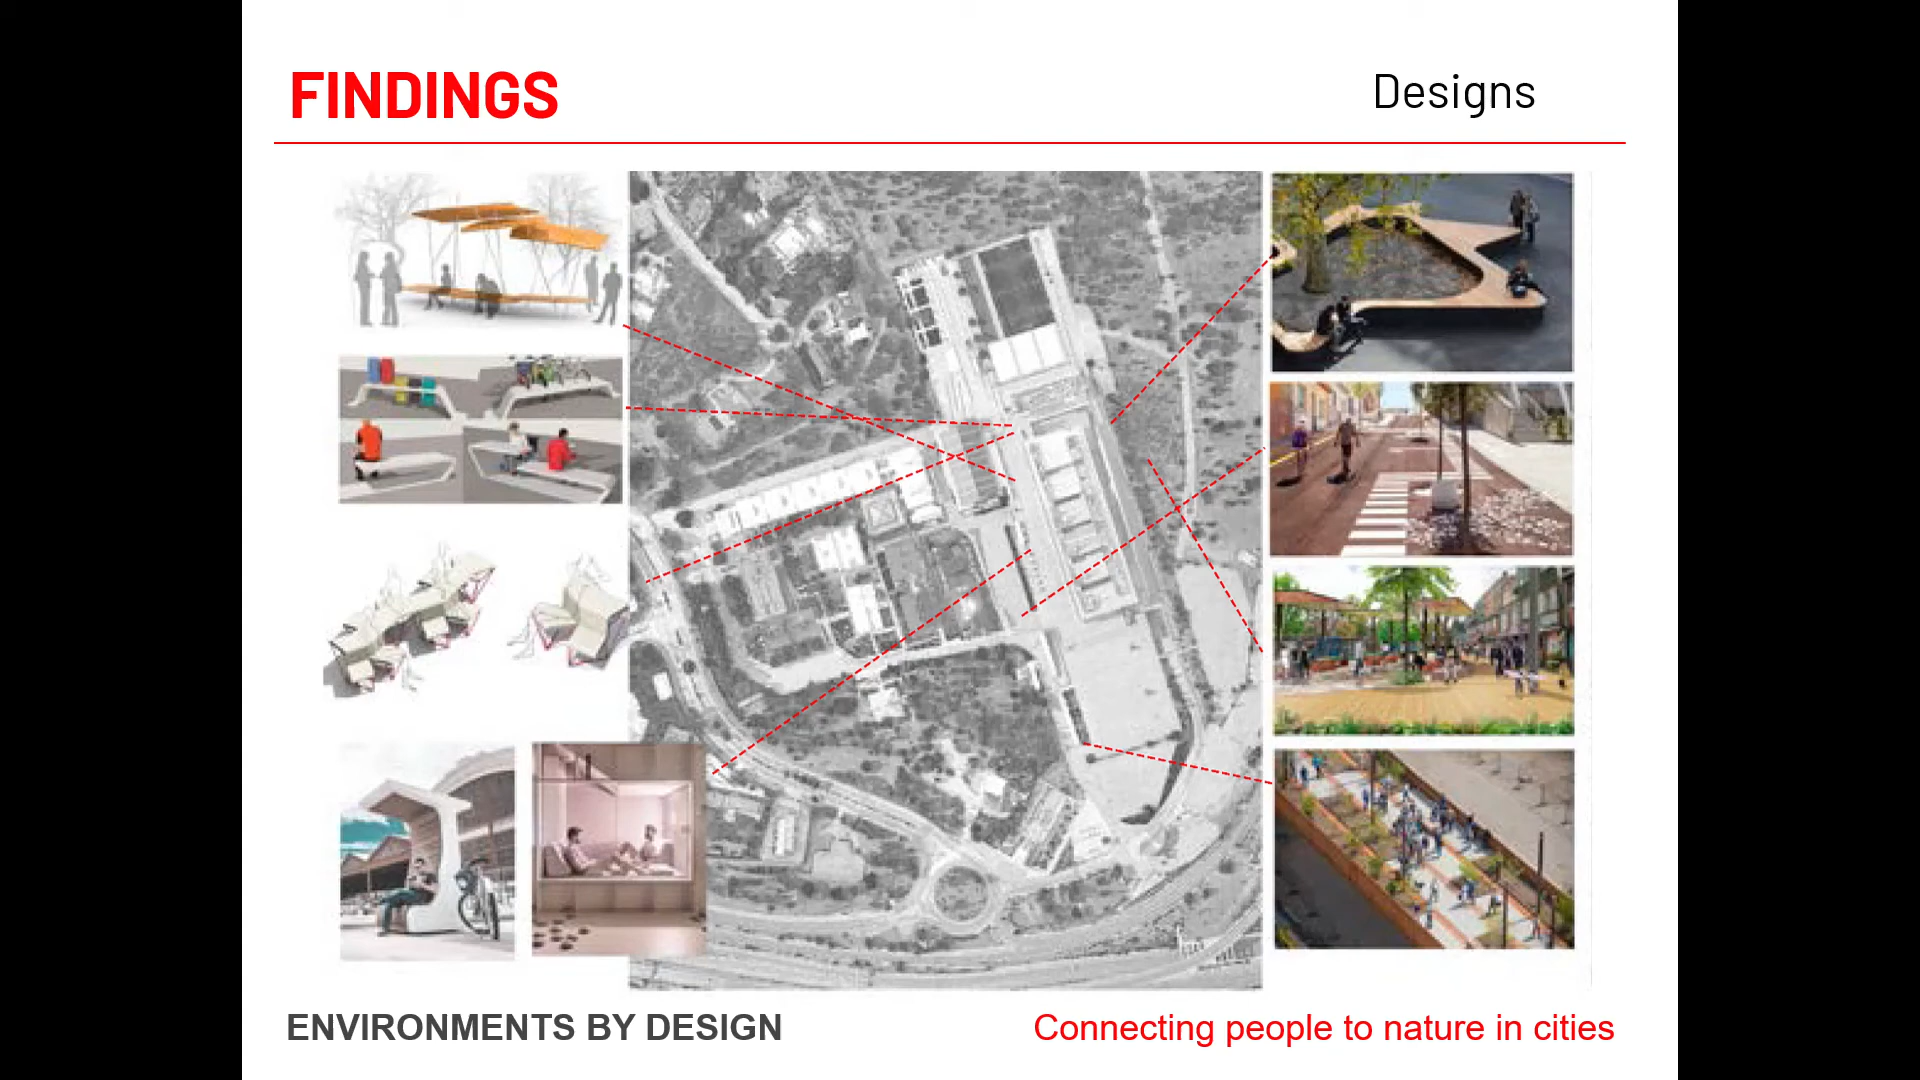 FINDINGS
Designs
ENVIRONMENTS BY DESIGN
Connecting people to nature in cities